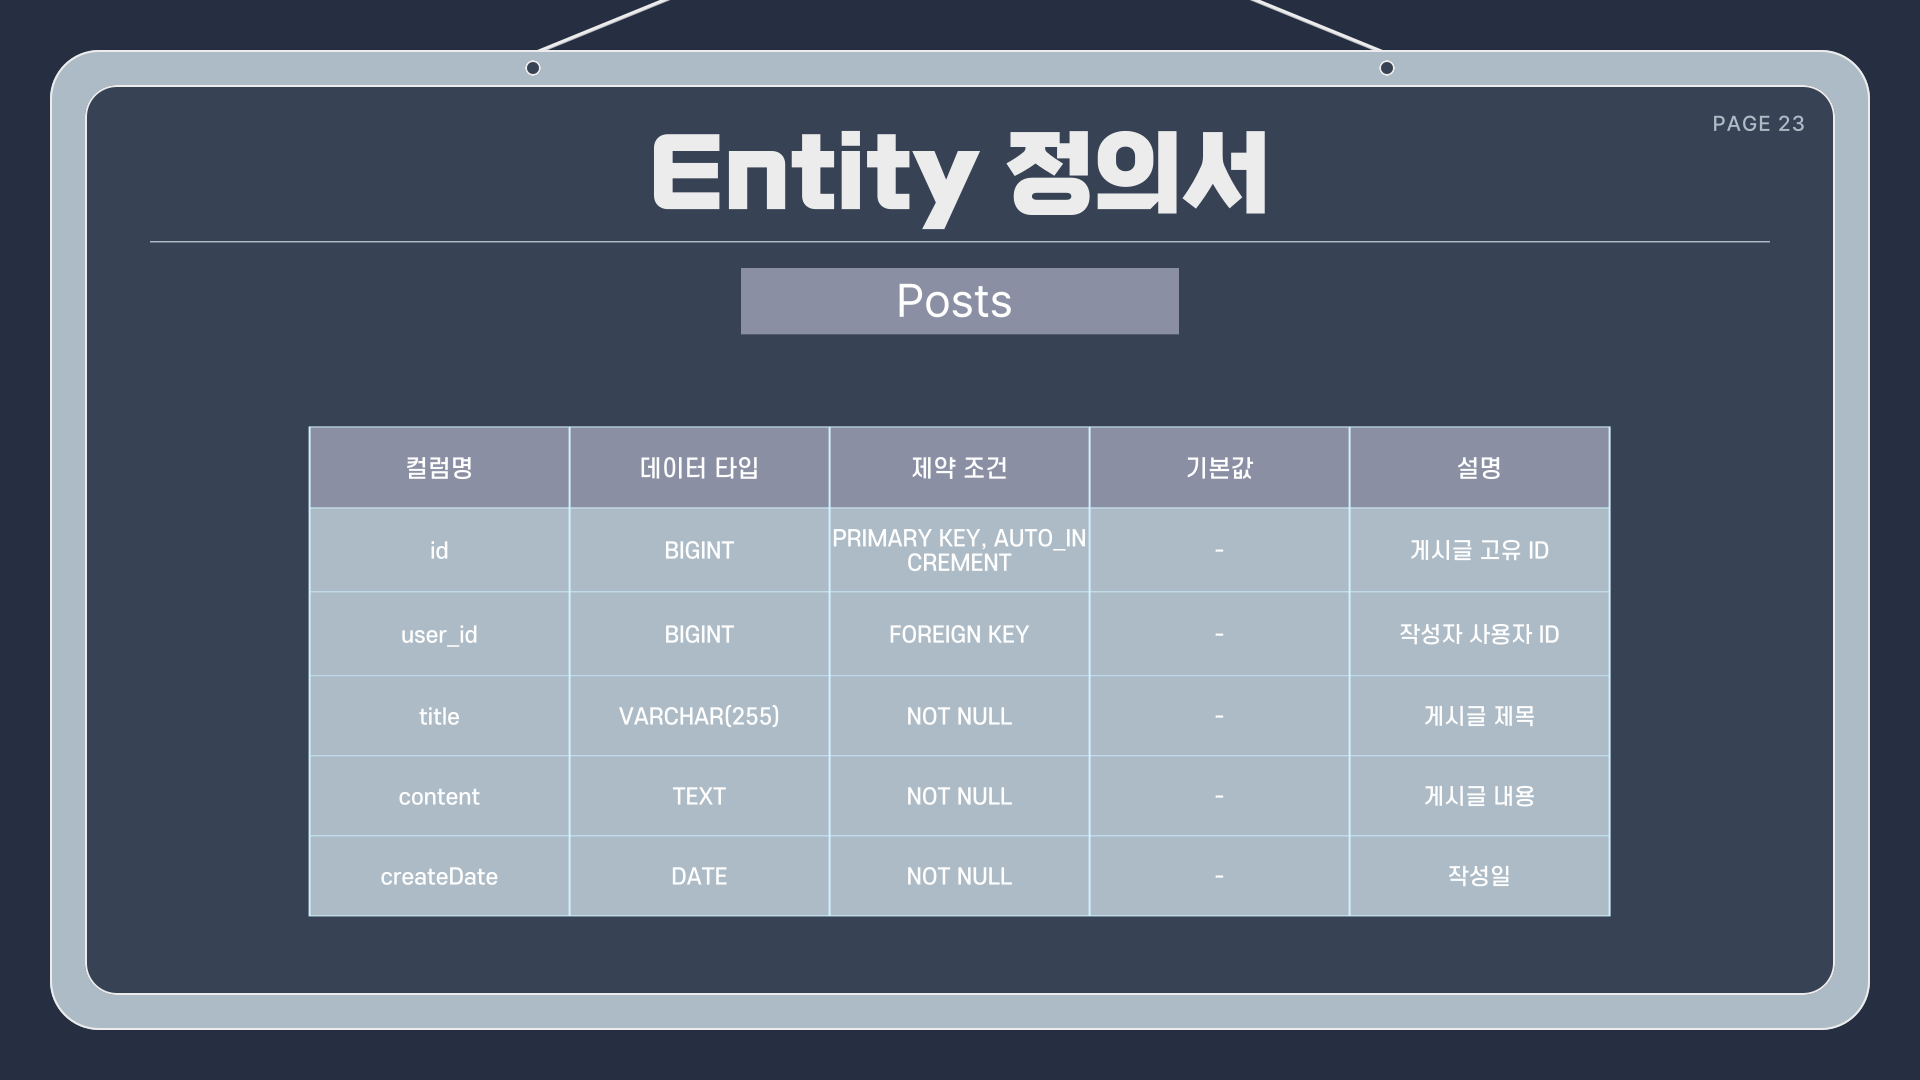 PAGE 23
Entity 정의서
Posts
컬럼명 데이터 타입 제약 조건 기본값 설명
id BIGINT PRIMARY KEY, AUTO_IN
CREMENT - 게시글 고유 ID
user_id BIGINT FOREIGN KEY - 작성자 사용자 ID
title VARCHAR(255) NOT NULL - 게시글 제목
content TEXT NOT NULL - 게시글 내용
createDate DATE NOT NULL - 작성일